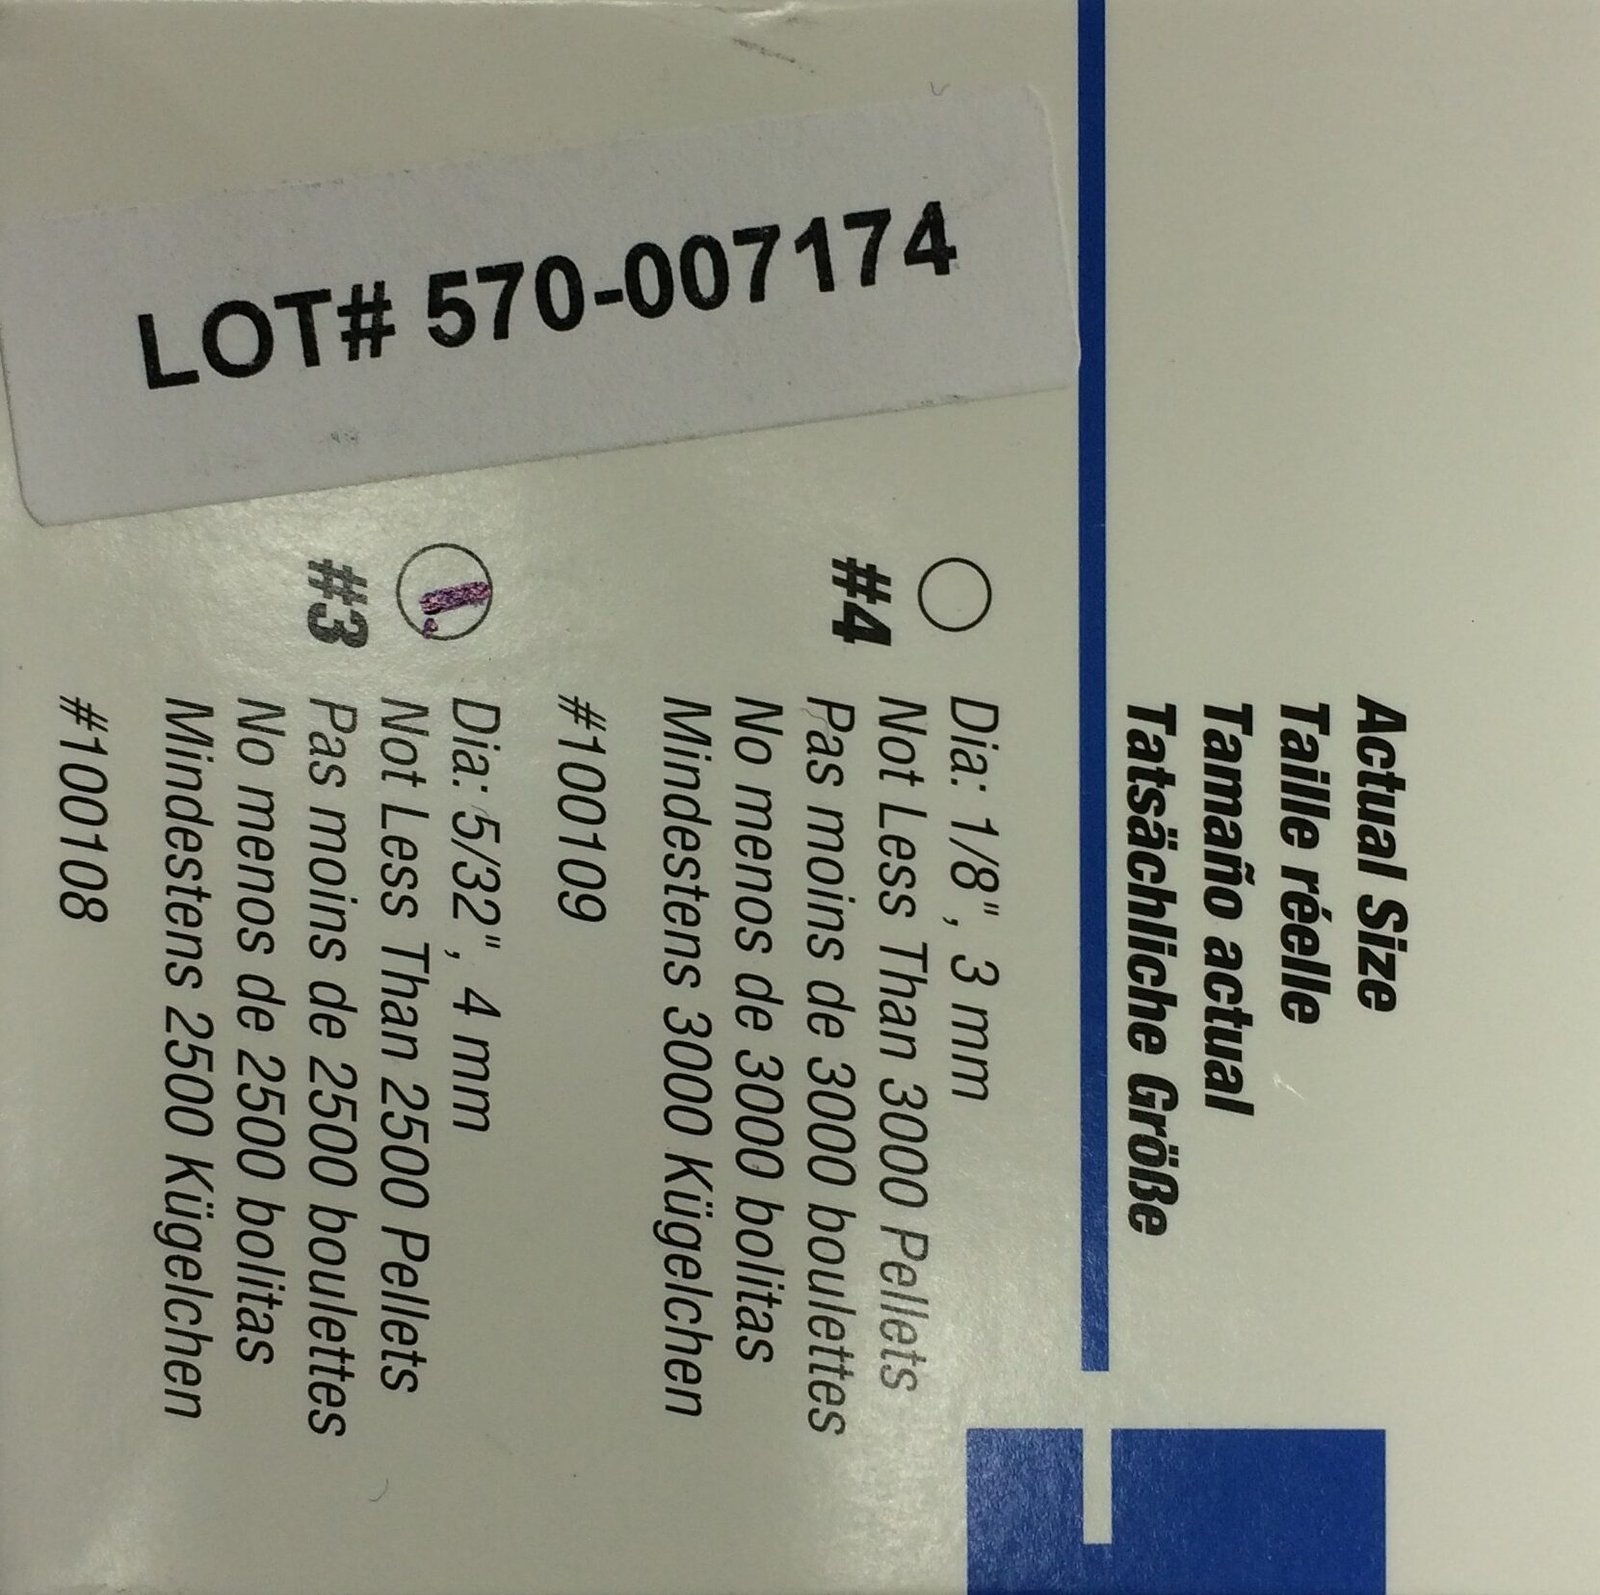 LOT# 570-007174
Actual Size
Taille réelle
Tamaño actual
Tatsächliche Größe
#4
Dia: 1/8", 3 mm
Not Less Than 3000 Pellets
Pas moins de 3000 boulettes
No menos de 3000 bolitas
Mindestens 3000 Kügelchen
#100109
#3
Dia: 5/32", 4 mm
Not Less Than 2500 Pellets
Pas moins de 2500 boulettes
No menos de 2500 bolitas
Mindestens 2500 Kügelchen
#100108